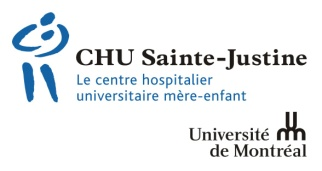 CHU Sainte-Justine
Le centre hospitalier
universitaire mère-enfant
Université
de Montréal